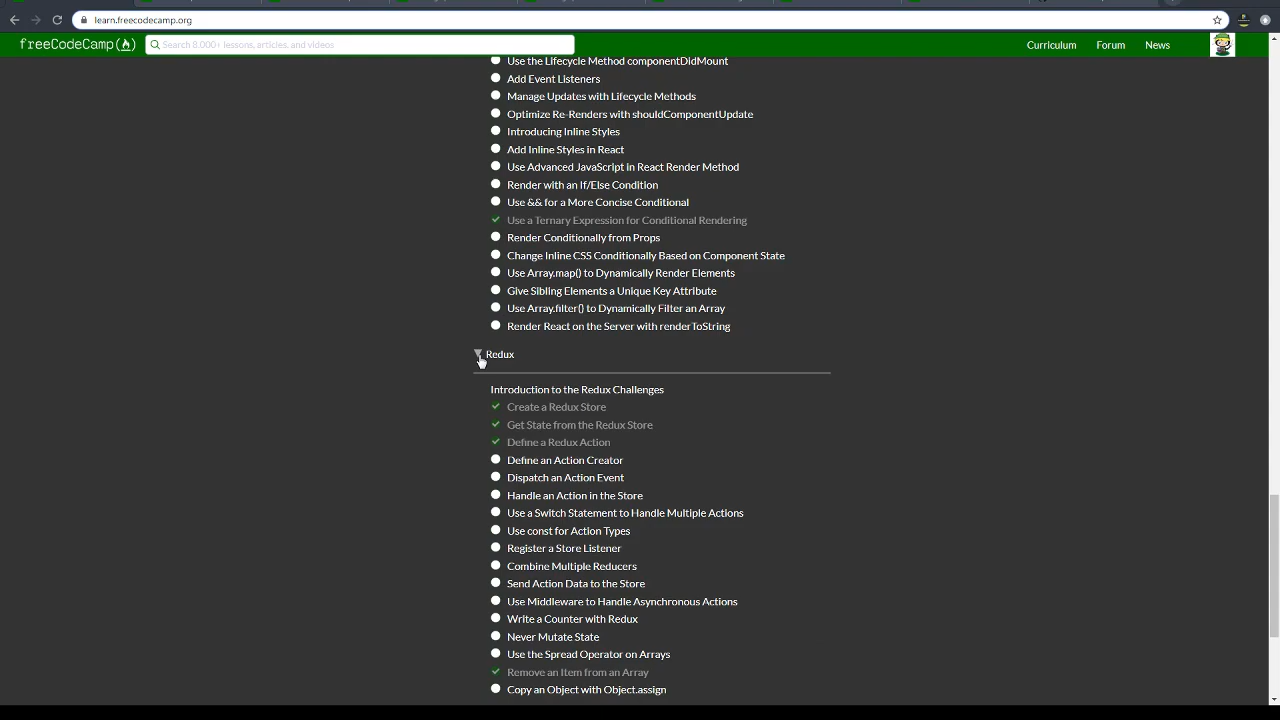 learn.freecodecamp.org
freeCodeCamp
Search 8,000+ lessons, articles, and videos
Curriculum
Forum
News
Use the Lifecycle Method componentDidMount
Add Event Listeners
Manage Updates with Lifecycle Methods
Optimize Re-Renders with shouldComponentUpdate
Introducing Inline Styles
Add Inline Styles in React
Use Advanced JavaScript in React Render Method
Render with an If/Else Condition
Use && for a More Concise Conditional
Use a Ternary Expression for Conditional Rendering
Render Conditionally from Props
Change Inline CSS Conditionally Based on Component State
Use Array.map() to Dynamically Render Elements
Give Sibling Elements a Unique Key Attribute
Use Array.filter() to Dynamically Filter an Array
Render React on the Server with renderToString
Redux
Introduction to the Redux Challenges
Create a Redux Store
Get State from the Redux Store
Define a Redux Action
Define an Action Creator
Dispatch an Action Event
Handle an Action in the Store
Use a Switch Statement to Handle Multiple Actions
Use const for Action Types
Register a Store Listener
Combine Multiple Reducers
Send Action Data to the Store
Use Middleware to Handle Asynchronous Actions
Write a Counter with Redux
Never Mutate State
Use the Spread Operator on Arrays
Remove an Item from an Array
Copy an Object with Object.assign